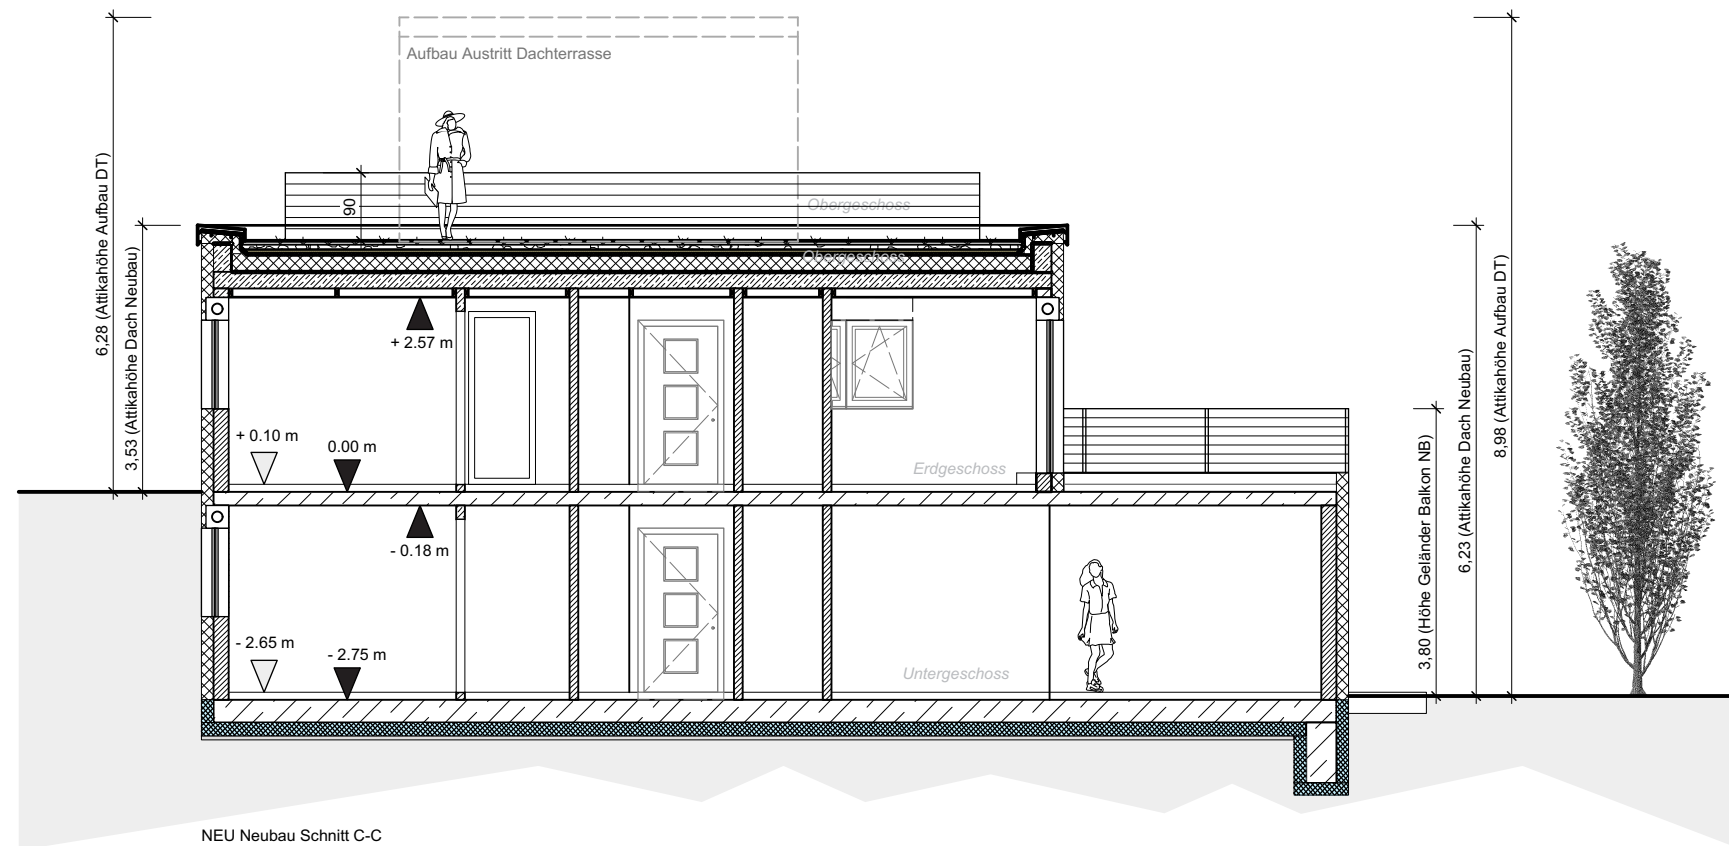 Aufbau Austritt Dachterrasse
6,28 (Attikahöhe Aufbau DT)
3,53 (Attikahöhe Dach Neubau)
90
Obergeschoss
Obergeschoss
+ 2.57 m
+ 0.10 m
0.00 m
Erdgeschoss
- 0.18 m
- 2.65 m
- 2.75 m
Untergeschoss
3,80 (Höhe Geländer Balkon NB)
6,23 (Attikahöhe Dach Neubau)
8,98 (Attikahöhe Aufbau DT)
NEU Neubau Schnitt C-C